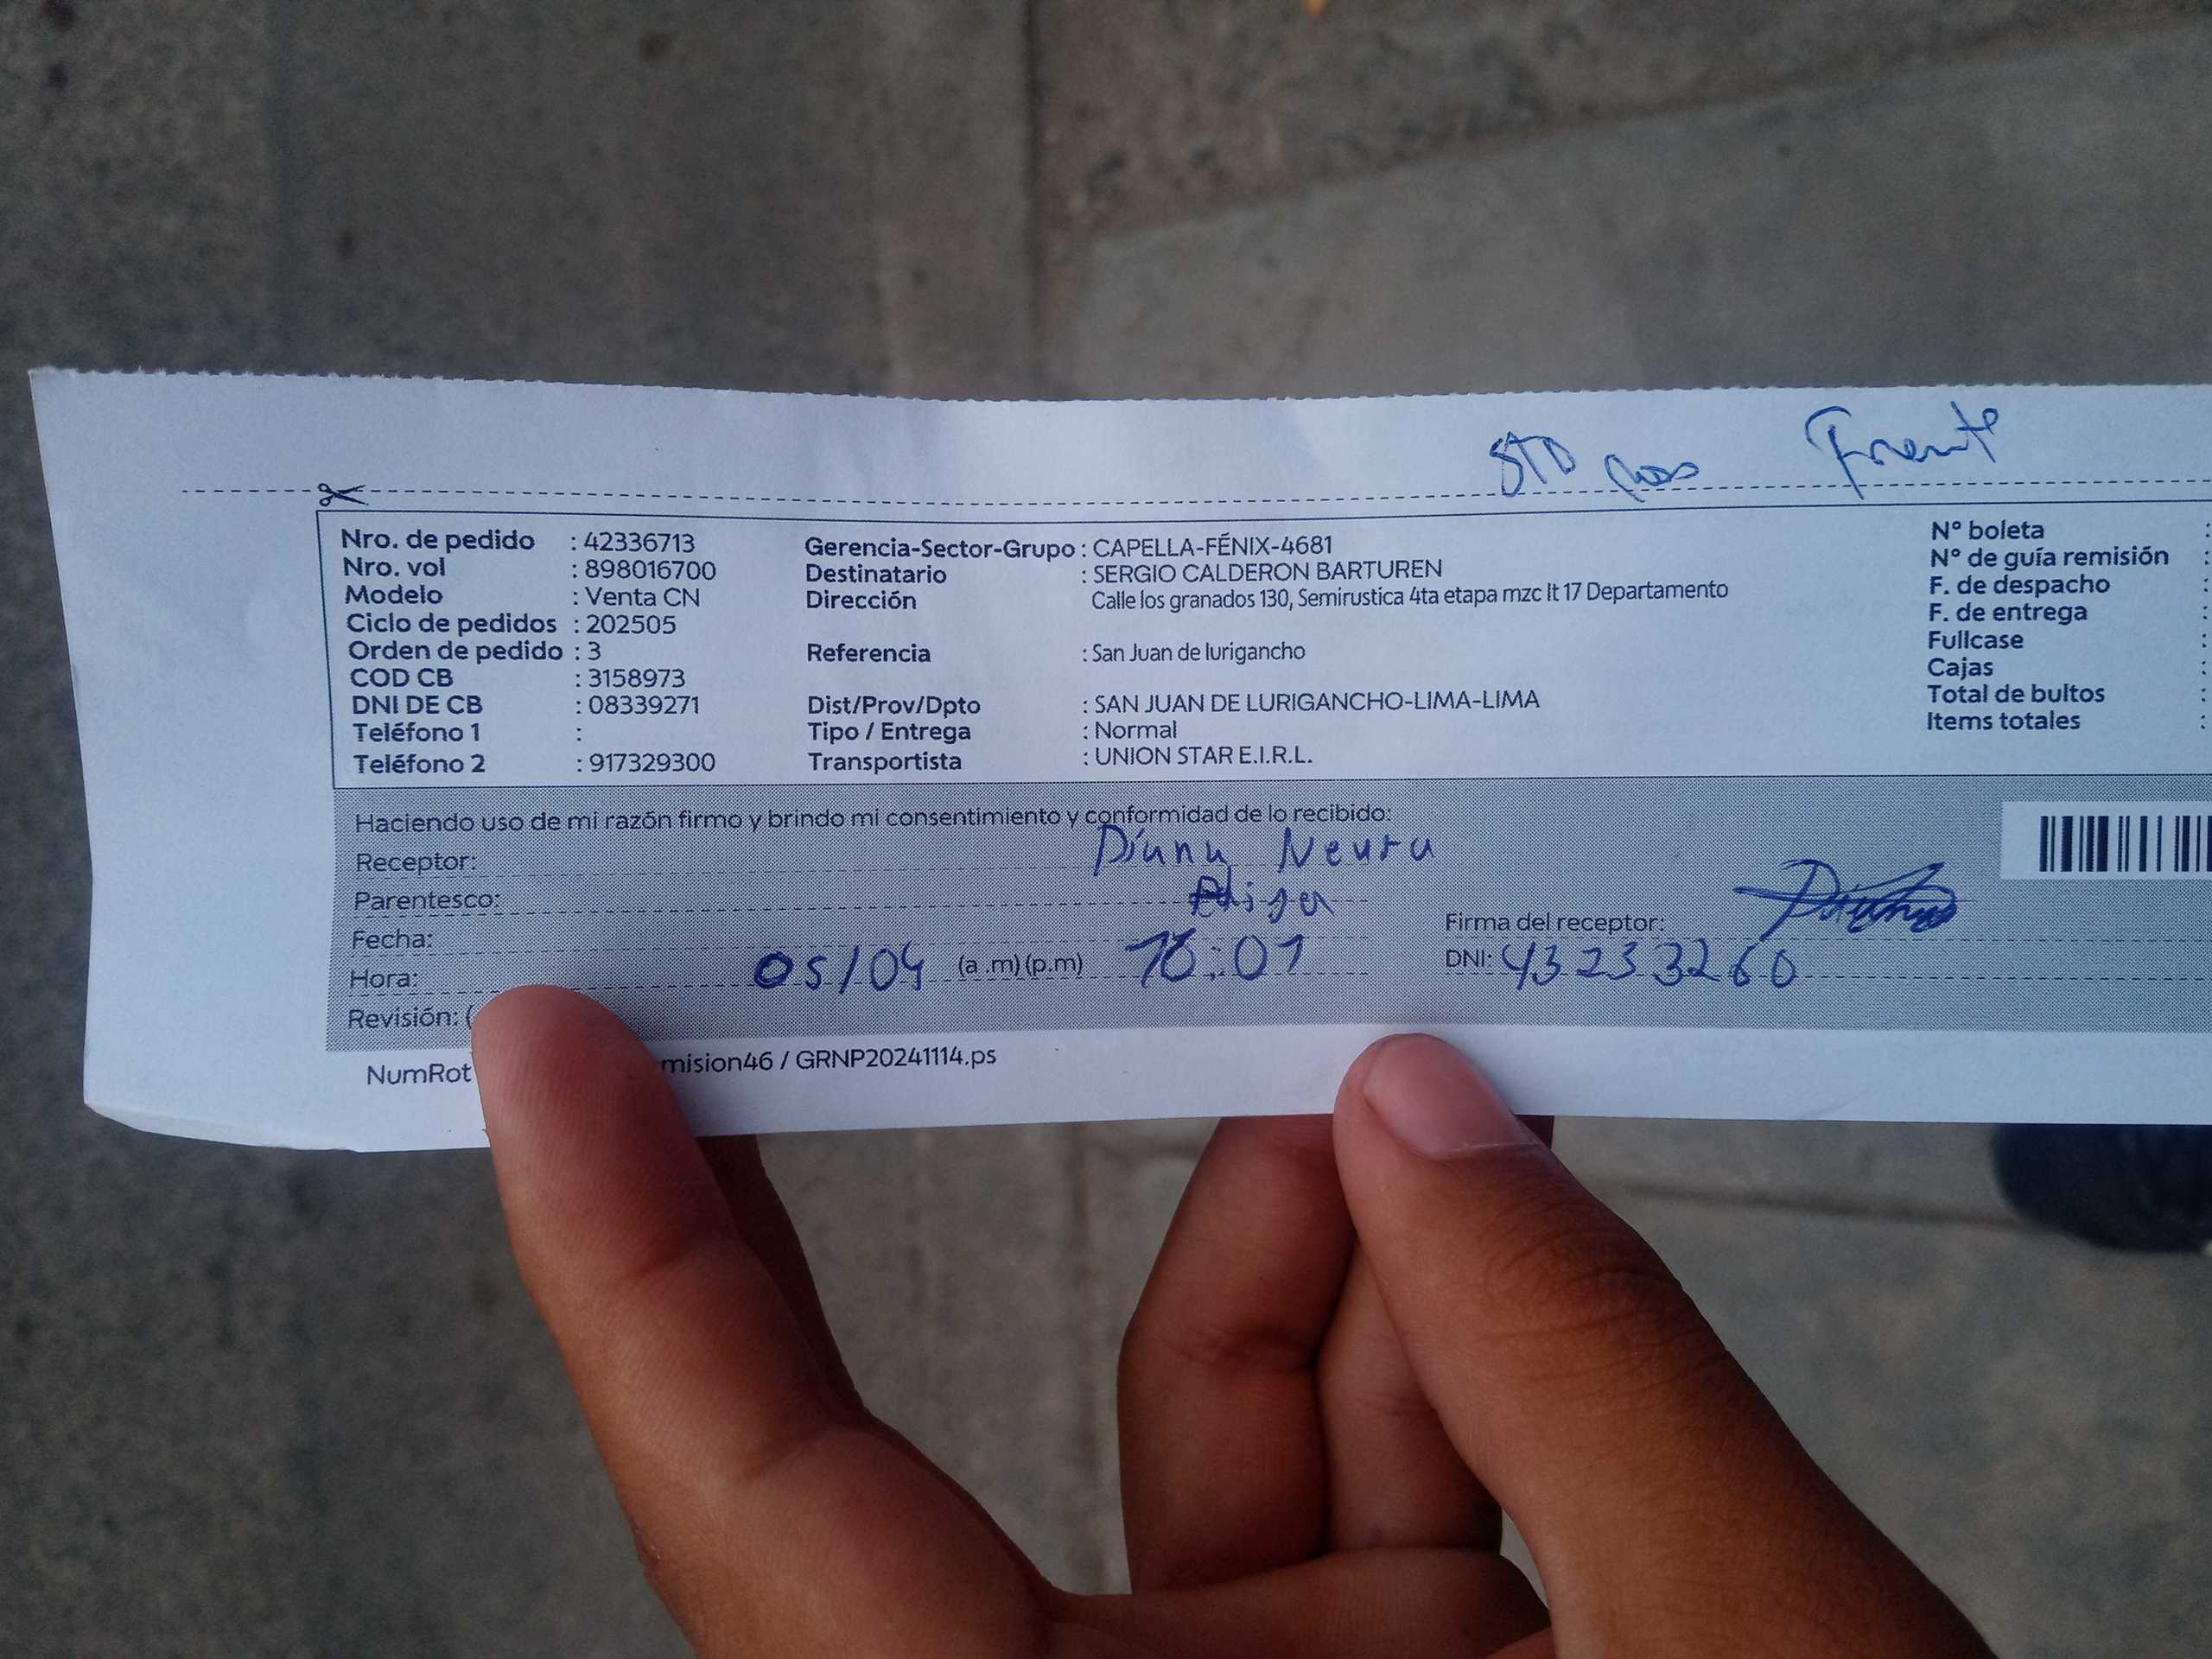 Frente
Nro. de pedido : 42336713
Nro. vol : 898016700
Modelo : Venta CN
Ciclo de pedidos : 202505
Orden de pedido : 3
COD CB : 3158973
DNI DE CB : 08339271
Teléfono 1 :
Teléfono 2 : 917329300
Gerencia-Sector-Grupo : CAPELLA-FÉNIX-4681
Destinatario : SERGIO CALDERON BARTUREN
Dirección Calle los granados 130, Semirustica 4ta etapa mzc lt 17 Departamento
Referencia : San Juan de lurigancho
Dist/Prov/Dpto : SAN JUAN DE LURIGANCHO-LIMA-LIMA
Tipo / Entrega : Normal
Transportista : UNION STAR E.I.R.L.
N° boleta :
N° de guía remisión :
F. de despacho :
F. de entrega :
Fullcase :
Cajas :
Total de bultos :
Items totales :
Haciendo uso de mi razón firmo y brindo mi consentimiento y conformidad de lo recibido:
Receptor: Diana Neura
Parentesco:
Fecha:
Hora: 05/04 (a .m) (p.m) :01
Revisión: (
Firma del receptor:
DNI: 43233260
NumRot mision46 / GRNP20241114.ps